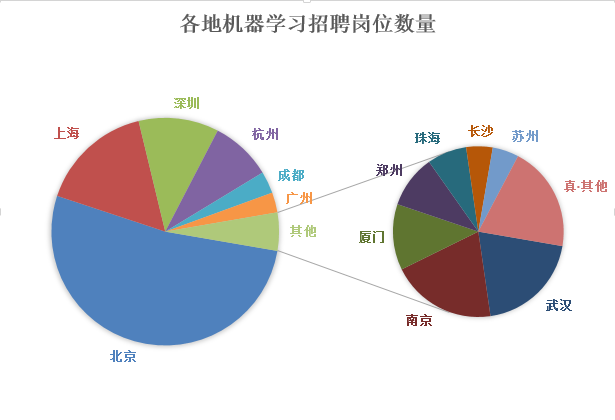 各地机器学习招聘岗位数量
深圳
上海
杭州
成都
广州
其他
北京
长沙
珠海
苏州
郑州
真·其他
厦门
武汉
南京